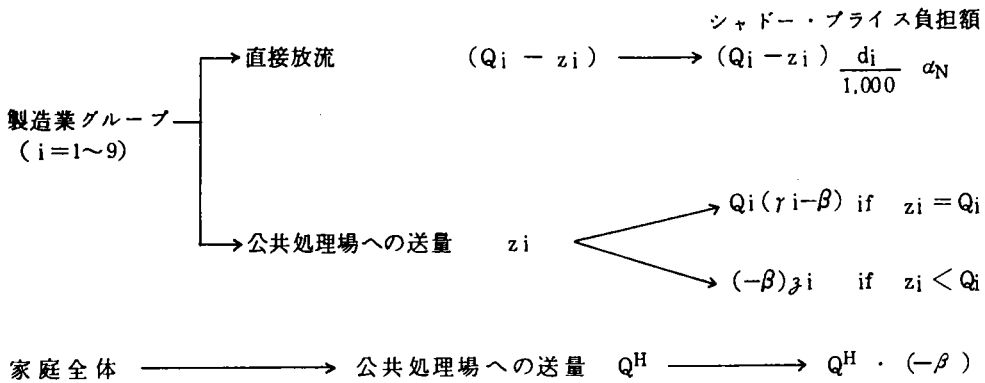 シャドー・プライス負担額
直接放流 (Qi − zi) (Qi −zi) di/1,000 αN
製造業グループ
(i=1~9)
Qi(γi−β) if zi=Qi
公共処理場への送量 zi
(−β)zi if zi<Qi
家庭全体 公共処理場への送量 QH QH・(−β)